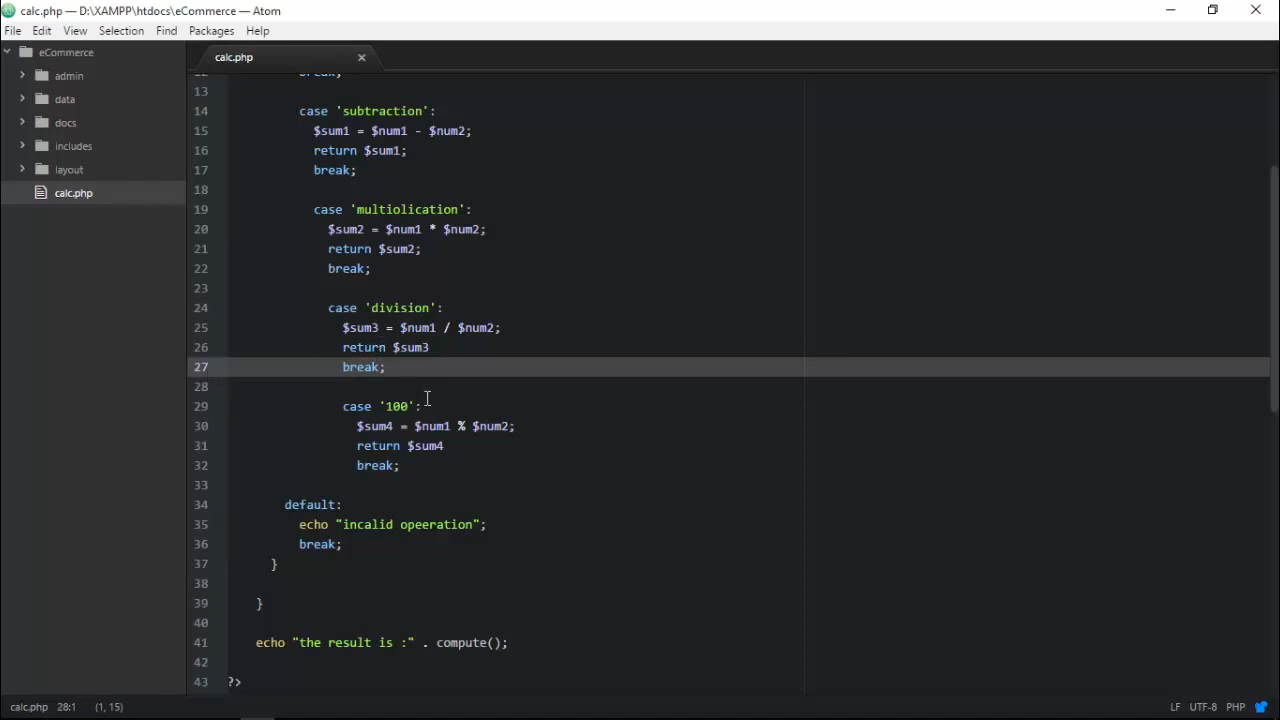 calc.php — D:\XAMPP\htdocs\eCommerce — Atom
File Edit View Selection Find Packages Help
eCommerce
admin
data
docs
includes
layout
calc.php
calc.php
12 break;
13
14 case 'subtraction':
15 $sum1 = $num1 - $num2;
16 return $sum1;
17 break;
18
19 case 'multiolication':
20 $sum2 = $num1 * $num2;
21 return $sum2;
22 break;
23
24 case 'division':
25 $sum3 = $num1 / $num2;
26 return $sum3
27 break;
28
29 case '100':
30 $sum4 = $num1 % $num2;
31 return $sum4
32 break;
33
34 default:
35 echo "incalid opeeration";
36 break;
37 }
38
39 }
40
41 echo "the result is :" . compute();
42
43 ?>
calc.php 28:1 (1, 15) LF UTF-8 PHP